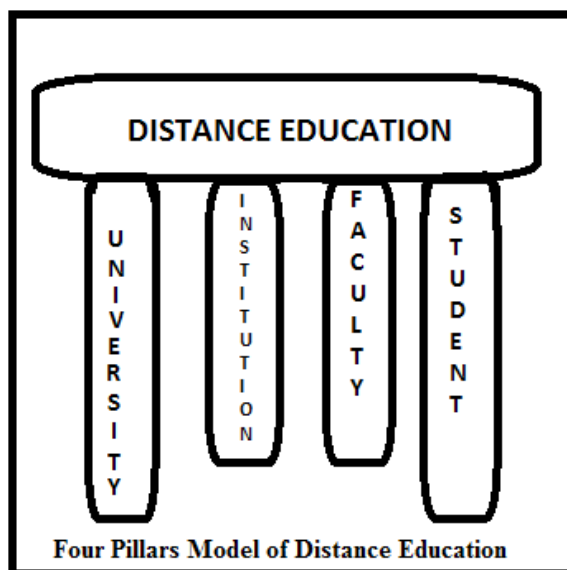 DISTANCE EDUCATION
UNIVERSITY
INSTITUTION
FACULTY
STUDENT
Four Pillars Model of Distance Education